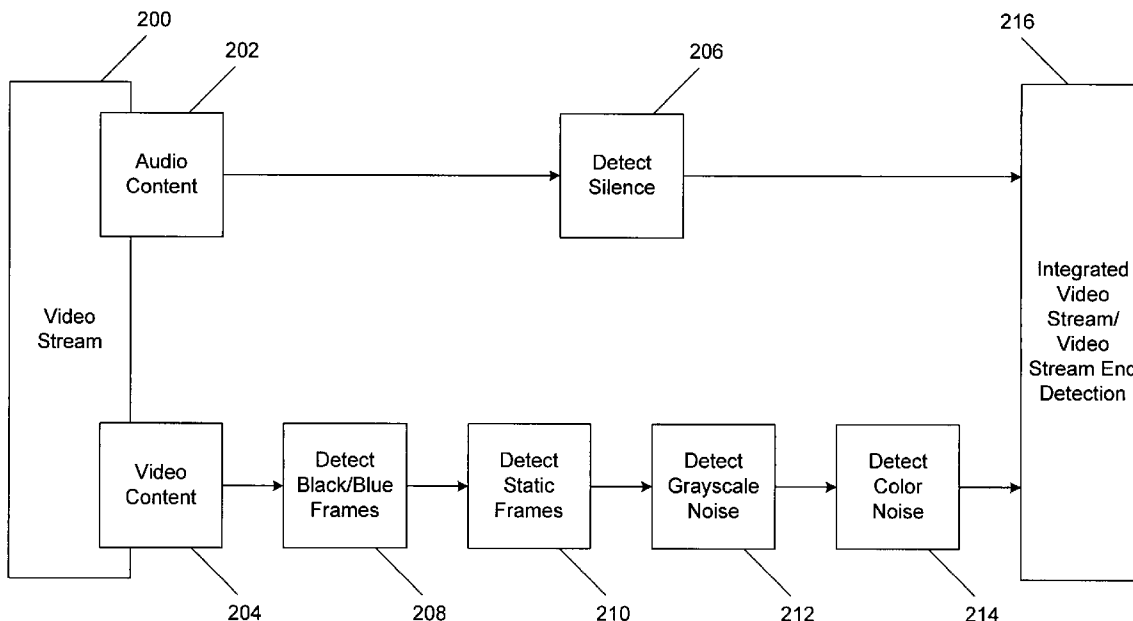 200
202
206
216
Audio
Content
Detect
Silence
Video
Stream
Integrated
Video
Stream/
Video
Stream End
Detection
Video
Content
Detect
Black/Blue
Frames
Detect
Static
Frames
Detect
Grayscale
Noise
Detect
Color
Noise
204
208
210
212
214